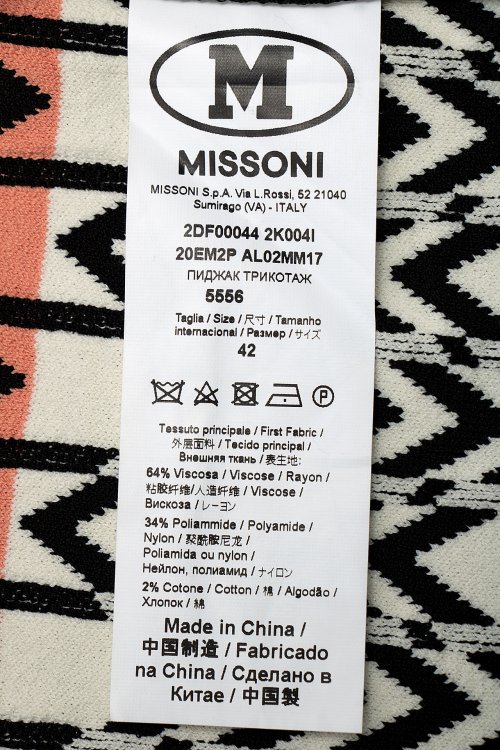 M
MISSONI
MISSONI S.p.A. Via L.Rossi, 52 21040
Sumirago (VA) - ITALY
2DF00044 2K004I
20EM2P AL02MM17
ПИДЖАК ТРИКОТАЖ
5556
Taglia / Size / 尺寸 / Tamanho
internacional / Размер / サイズ
42
P
Tessuto principale / First Fabric /
外层面料 / Tecido principal /
Внешняя ткань / 表生地:
64% Viscosa / Viscose / Rayon /
粘胶纤维/人造纤维 / Viscose /
Вискоза / レーヨン
34% Poliammide / Polyamide /
Nylon / 聚酰胺尼龙 /
Poliamida ou nylon /
Нейлон, полиамид / ナイロン
2% Cotone / Cotton / 棉 / Algodão /
Хлопок / 綿
Made in China /
中国制造 / Fabricado
na China / Сделано в
Китае / 中国製